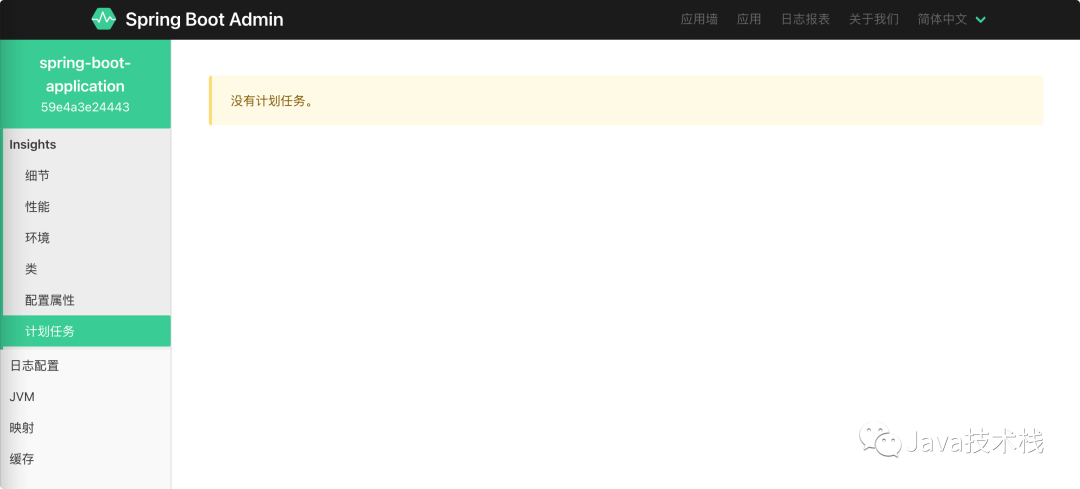 Spring Boot Admin
应用墙 应用 日志报表 关于我们 简体中文
spring-boot-
application
59e4a3e24443
没有计划任务。
Insights
细节
性能
环境
类
配置属性
计划任务
日志配置
JVM
映射
缓存
Java技术栈